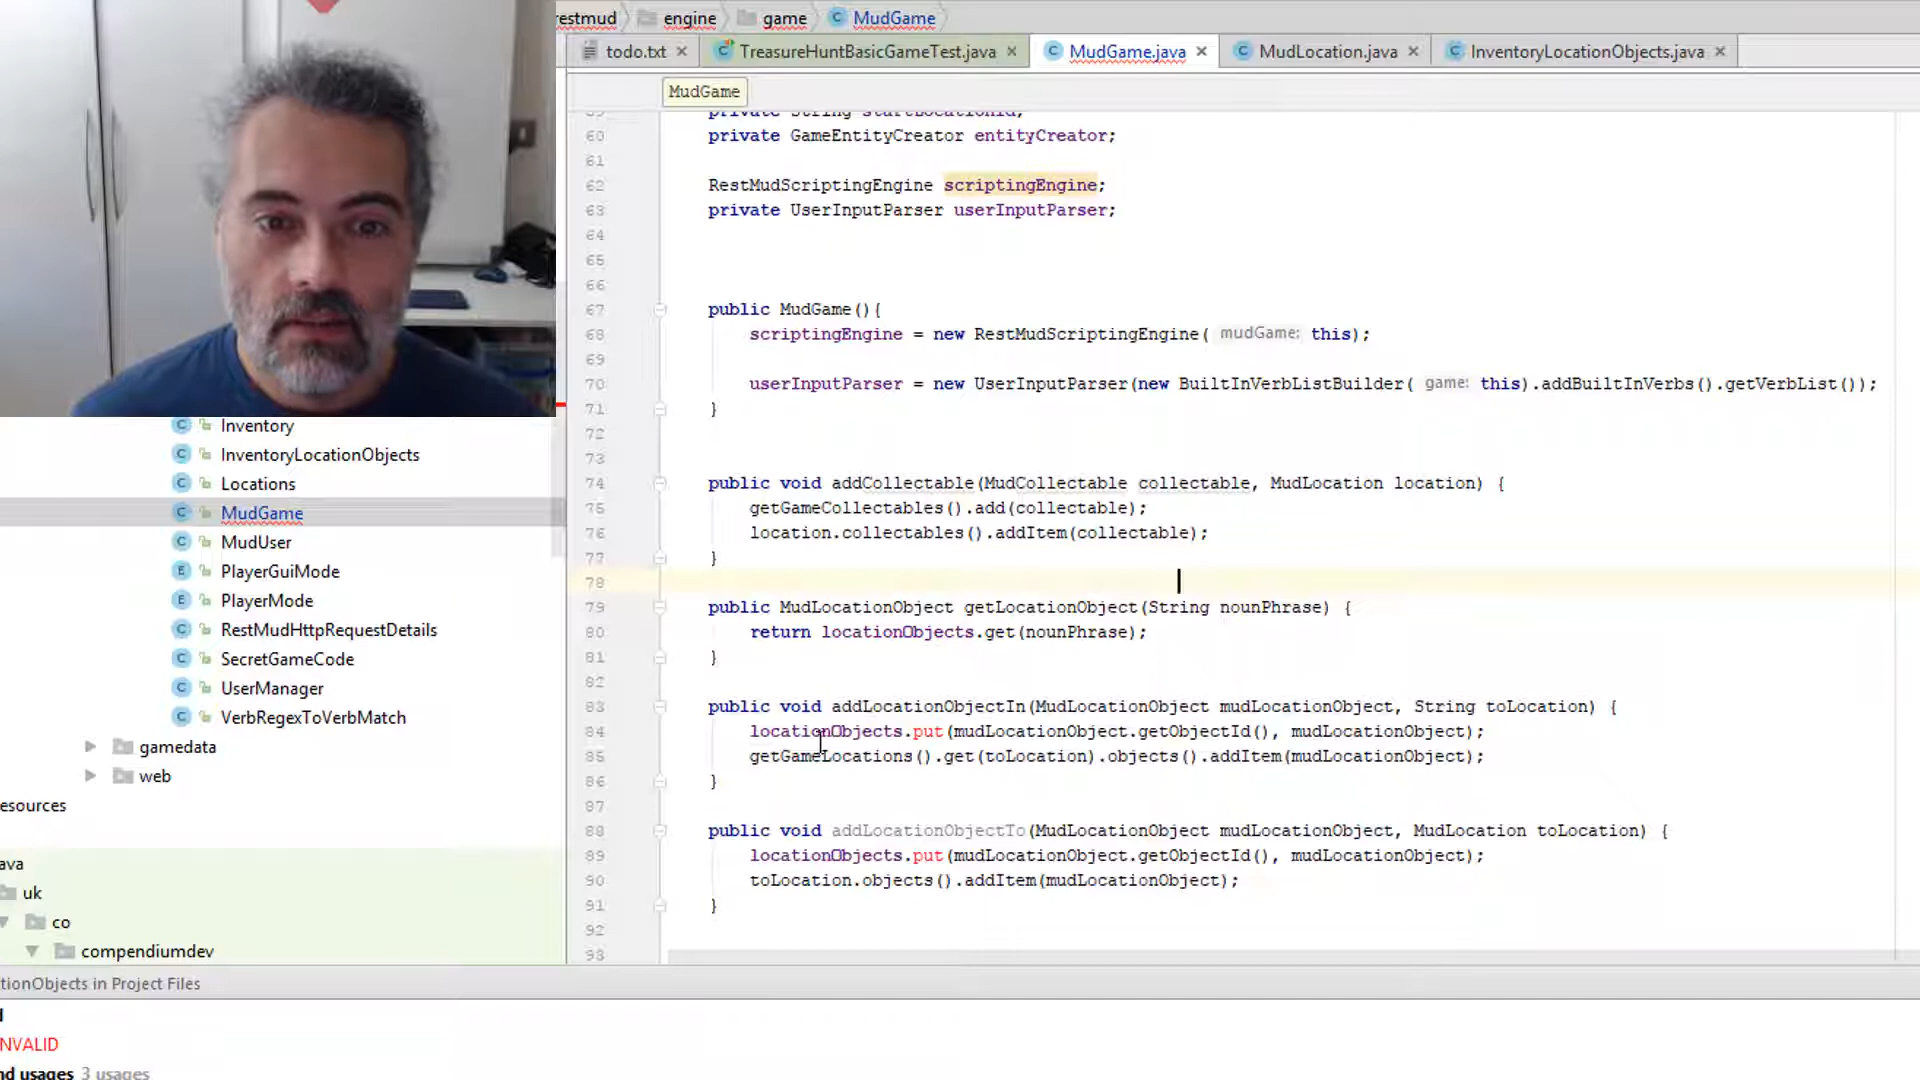 restmud engine game MudGame
todo.txt TreasureHuntBasicGameTest.java MudGame.java MudLocation.java InventoryLocationObjects.java
MudGame
59 private String startLocationId;
60 private GameEntityCreator entityCreator;
61
62 RestMudScriptingEngine scriptingEngine;
63 private UserInputParser userInputParser;
64
65
66
67 public MudGame(){
68 scriptingEngine = new RestMudScriptingEngine( mudGame: this);
69
70 userInputParser = new UserInputParser(new BuiltInVerbListBuilder( game: this).addBuiltInVerbs().getVerbList());
71 }
72
73
74 public void addCollectable(MudCollectable collectable, MudLocation location) {
75 getGameCollectables().add(collectable);
76 location.collectables().addItem(collectable);
77 }
78
79 public MudLocationObject getLocationObject(String nounPhrase) {
80 return locationObjects.get(nounPhrase);
81 }
82
83 public void addLocationObjectIn(MudLocationObject mudLocationObject, String toLocation) {
84 locationObjects.put(mudLocationObject.getObjectId(), mudLocationObject);
85 getGameLocations().get(toLocation).objects().addItem(mudLocationObject);
86 }
87
88 public void addLocationObjectTo(MudLocationObject mudLocationObject, MudLocation toLocation) {
89 locationObjects.put(mudLocationObject.getObjectId(), mudLocationObject);
90 toLocation.objects().addItem(mudLocationObject);
91 }
92
93
Inventory
InventoryLocationObjects
Locations
MudGame
MudUser
PlayerGuiMode
PlayerMode
RestMudHttpRequestDetails
SecretGameCode
UserManager
VerbRegexToVerbMatch
gamedata
web
esources
ava
uk
co
compendiumdev
tionObjects in Project Files
d
NVALID
nd usages 3 usages